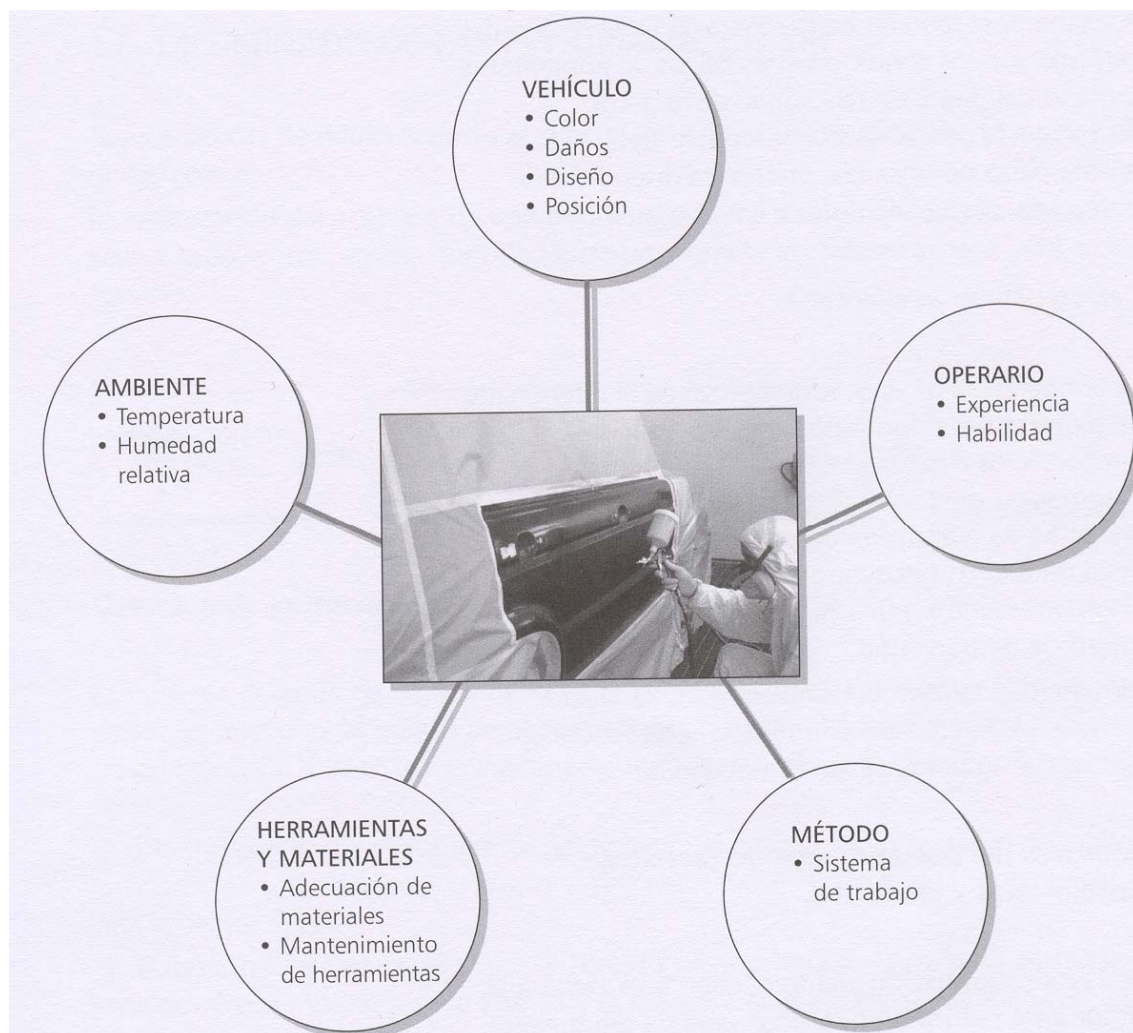 VEHÍCULO
• Color
• Daños
• Diseño
• Posición
AMBIENTE
• Temperatura
• Humedad
relativa
OPERARIO
• Experiencia
• Habilidad
HERRAMIENTAS
Y MATERIALES
• Adecuación de
materiales
• Mantenimiento
de herramientas
MÉTODO
• Sistema
de trabajo